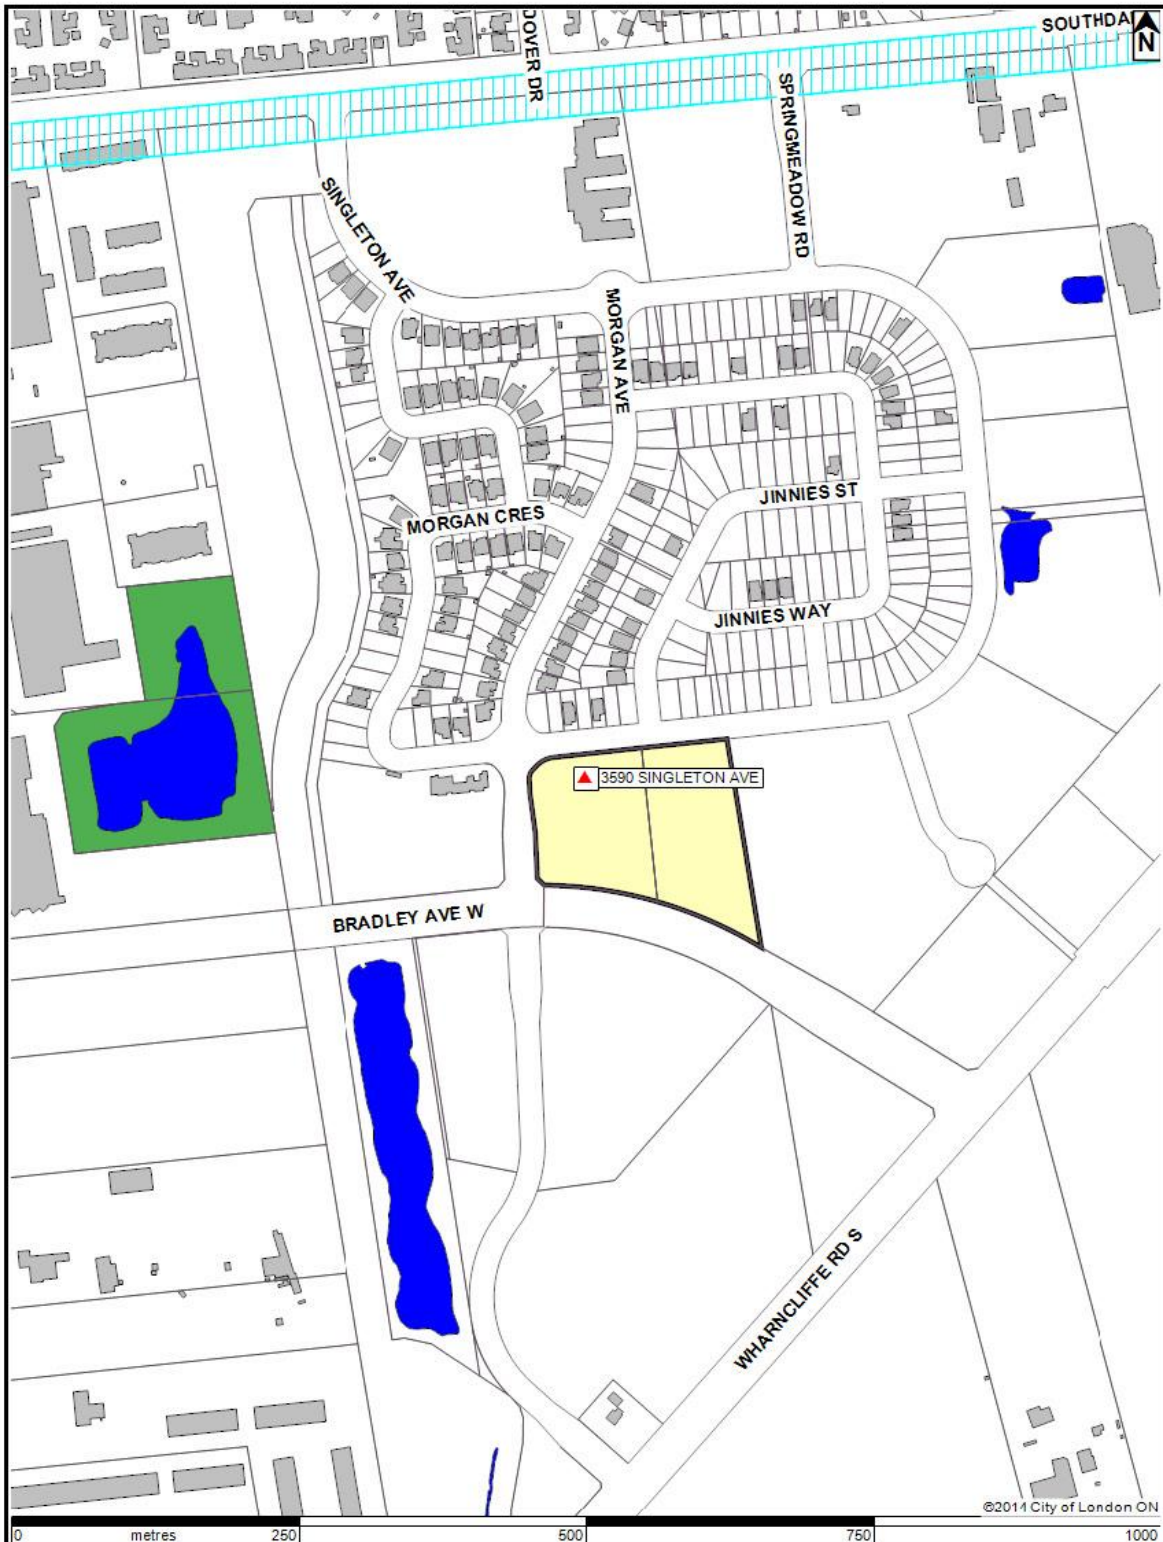 SOUTHDA
N
DOVER DR
SPRINGMEADOW RD
SINGLETON AVE
MORGAN AVE
JINNIES ST
MORGAN CRES
JINNIES WAY
3590 SINGLETON AVE
BRADLEY AVE W
WHARNCLIFFE RD S
©2014 City of London ON
0 metres 250 500 750 1000